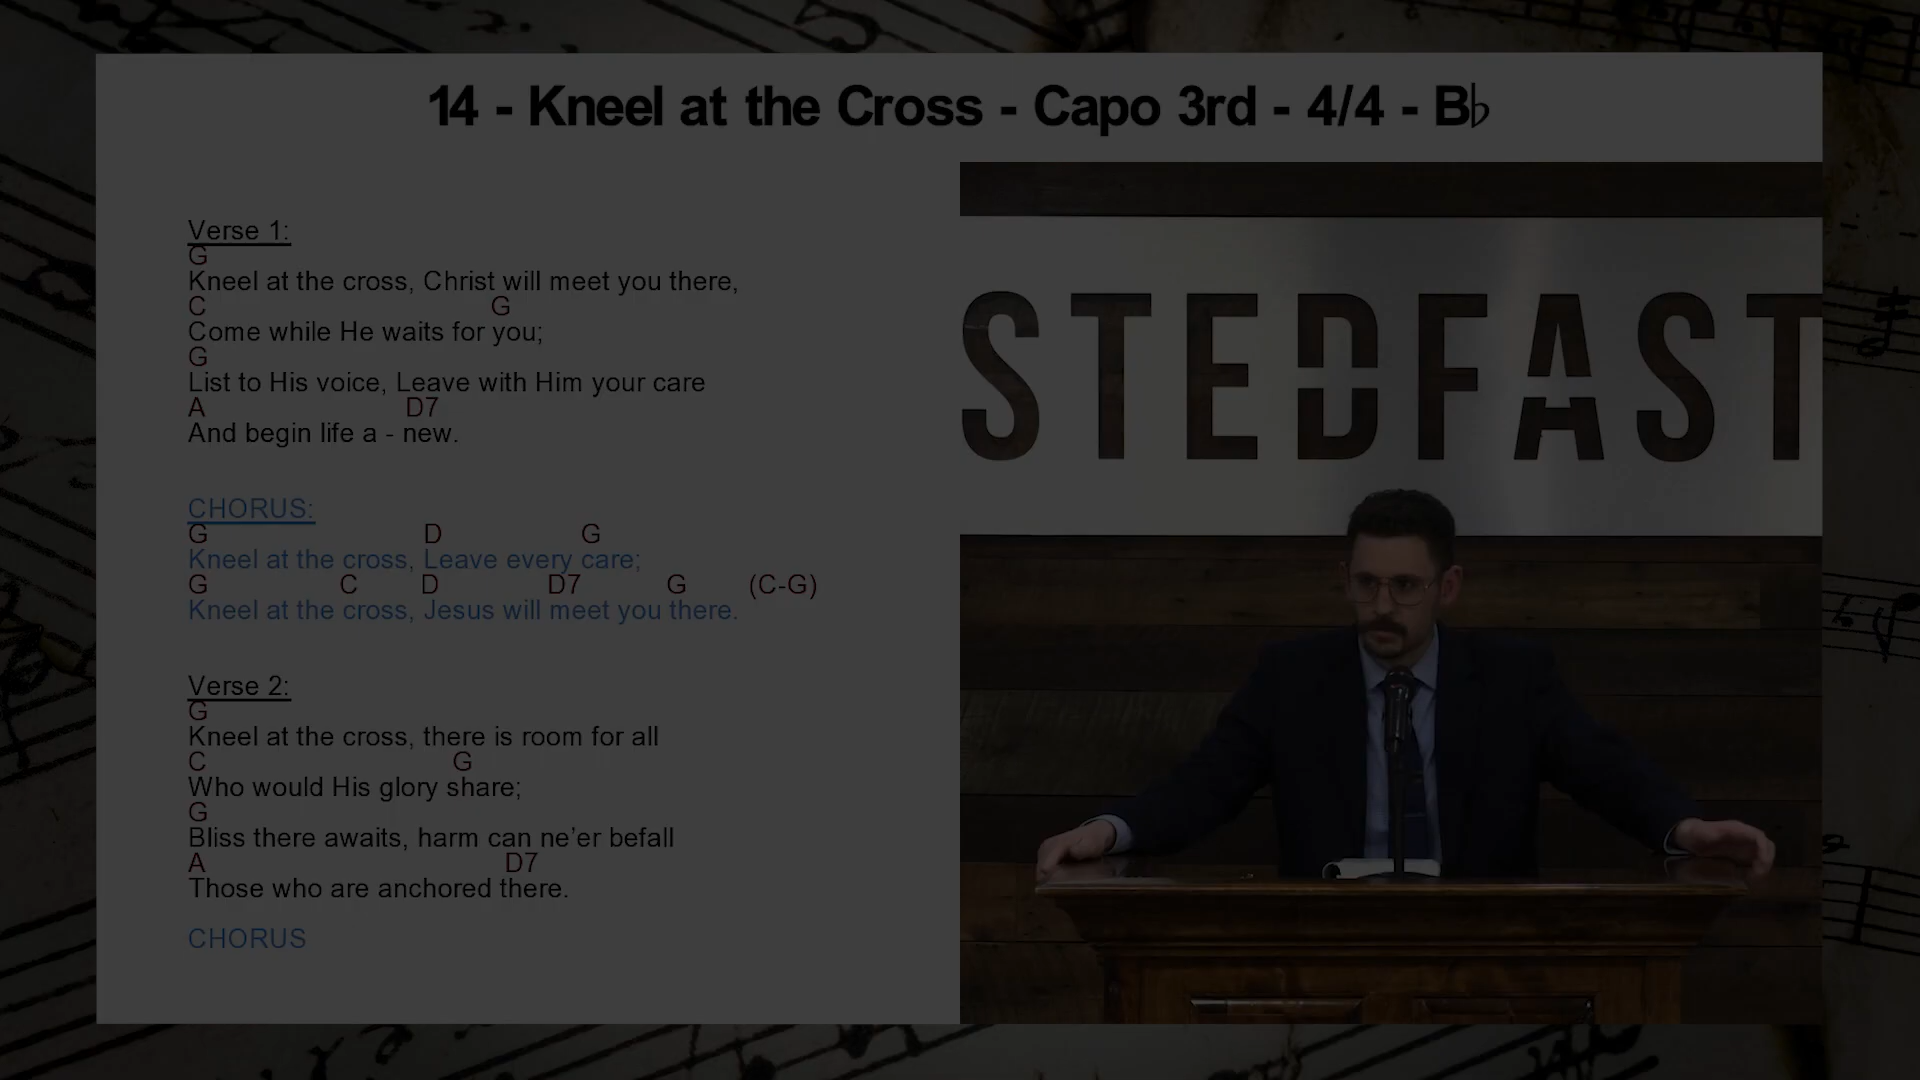 14 - Kneel at the Cross - Capo 3rd - 4/4 - B♭
Verse 1:
G
Kneel at the cross, Christ will meet you there,
C G
Come while He waits for you;
G
List to His voice, Leave with Him your care
A D7
And begin life a - new.
CHORUS:
G D G
Kneel at the cross, Leave every care;
G C D D7 G (C-G)
Kneel at the cross, Jesus will meet you there.
Verse 2:
G
Kneel at the cross, there is room for all
C G
Who would His glory share;
G
Bliss there awaits, harm can ne’er befall
A D7
Those who are anchored there.
CHORUS
STEDFAST